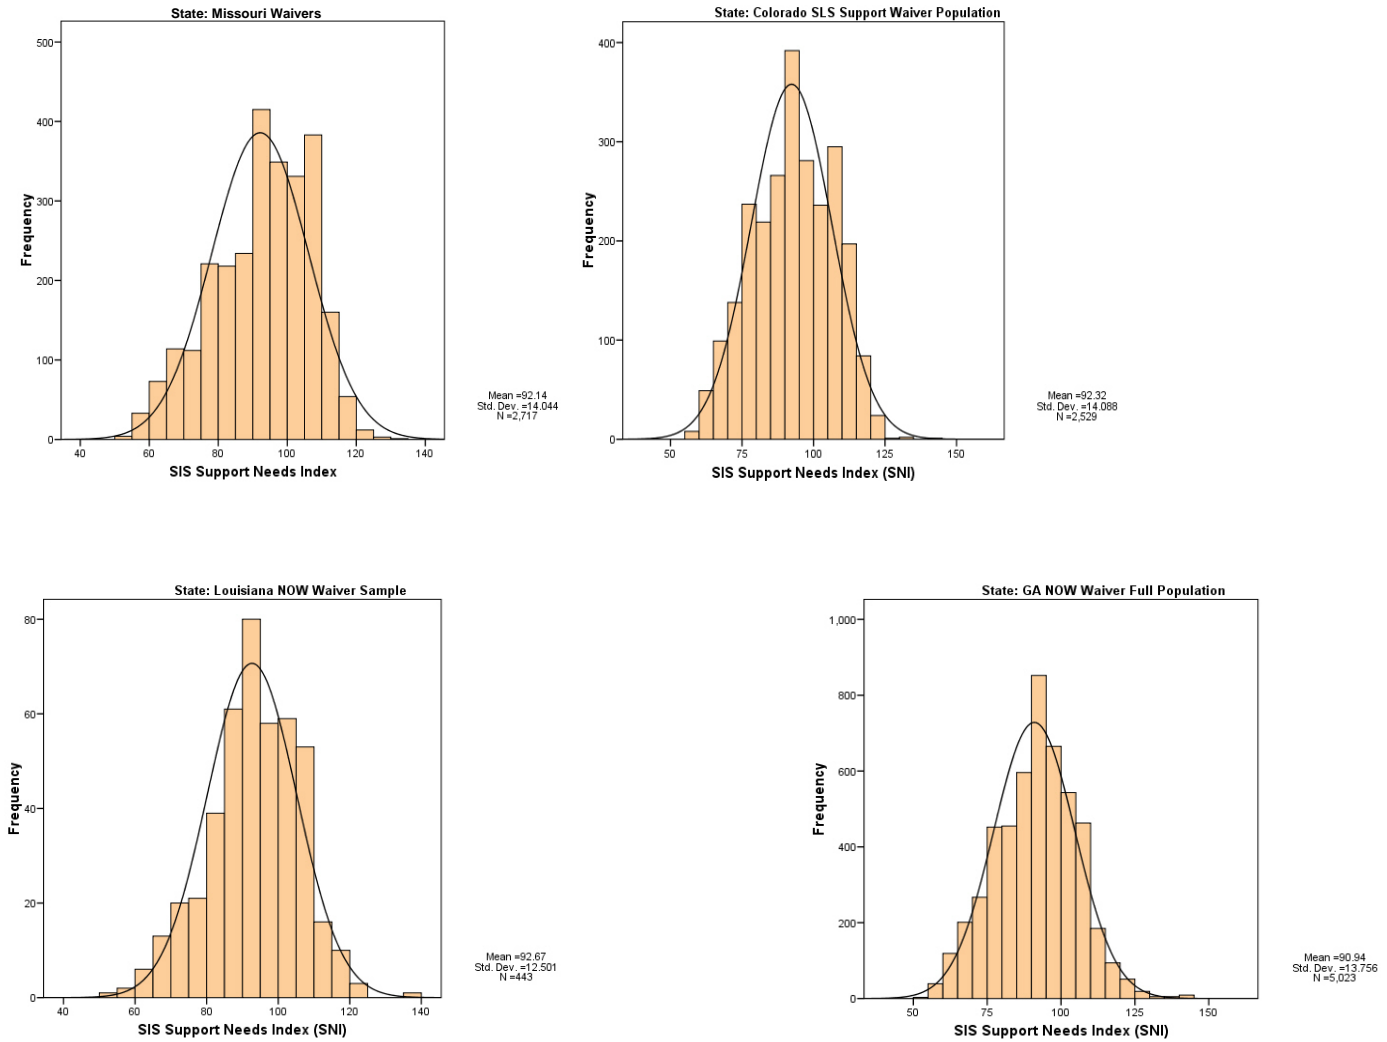 State: Missouri Waivers
500
400
300
200
100
0
Frequency
40 60 80 100 120 140
SIS Support Needs Index
Mean =92.14
Std. Dev. =14.044
N =2,717
State: Colorado SLS Support Waiver Population
400
300
200
100
0
Frequency
50 75 100 125 150
SIS Support Needs Index (SNI)
Mean =92.32
Std. Dev. =14.088
N =2,529
State: Louisiana NOW Waiver Sample
80
60
40
20
0
Frequency
40 60 80 100 120 140
SIS Support Needs Index (SNI)
Mean =92.67
Std. Dev. =12.501
N =443
State: GA NOW Waiver Full Population
1,000
800
600
400
200
0
Frequency
50 75 100 125 150
SIS Support Needs Index (SNI)
Mean =90.94
Std. Dev. =13.756
N =5,023